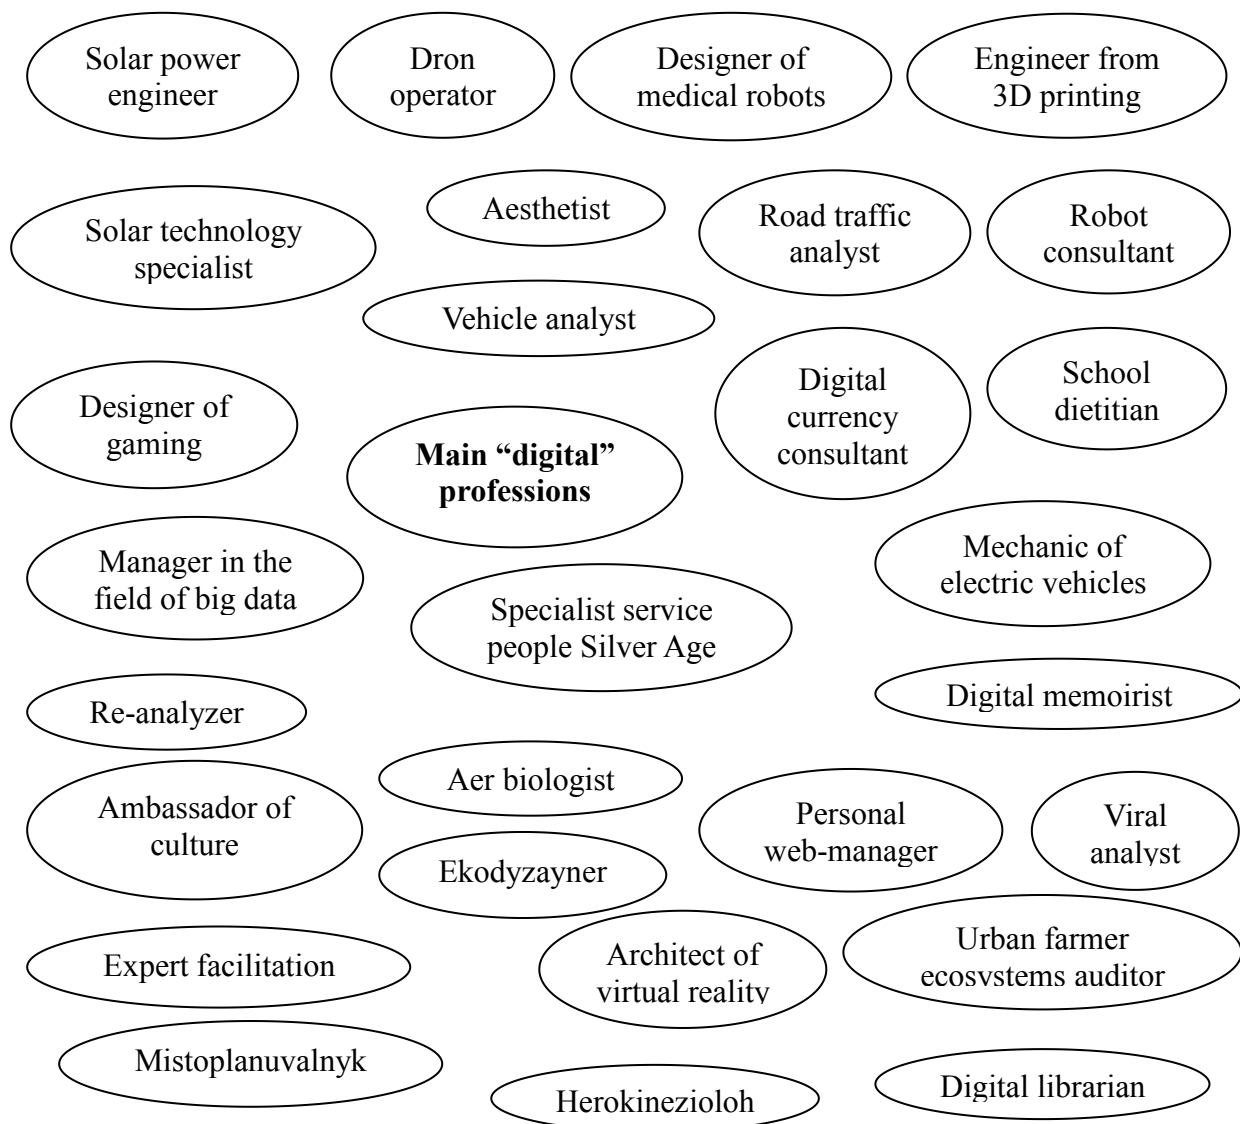 Solar power
engineer
Dron
operator
Designer of
medical robots
Engineer from
3D printing
Solar technology
specialist
Aesthetist
Road traffic
analyst
Robot
consultant
Vehicle analyst
Designer of
gaming
Main “digital”
professions
Digital
currency
consultant
School
dietitian
Manager in the
field of big data
Specialist service
people Silver Age
Mechanic of
electric vehicles
Re-analyzer
Digital memoirist
Ambassador of
culture
Aer biologist
Ekodyzayner
Personal
web-manager
Viral
analyst
Expert facilitation
Architect of
virtual reality
Urban farmer
ecosystems auditor
Mistoplanuvalnyk
Herokinezioloh
Digital librarian